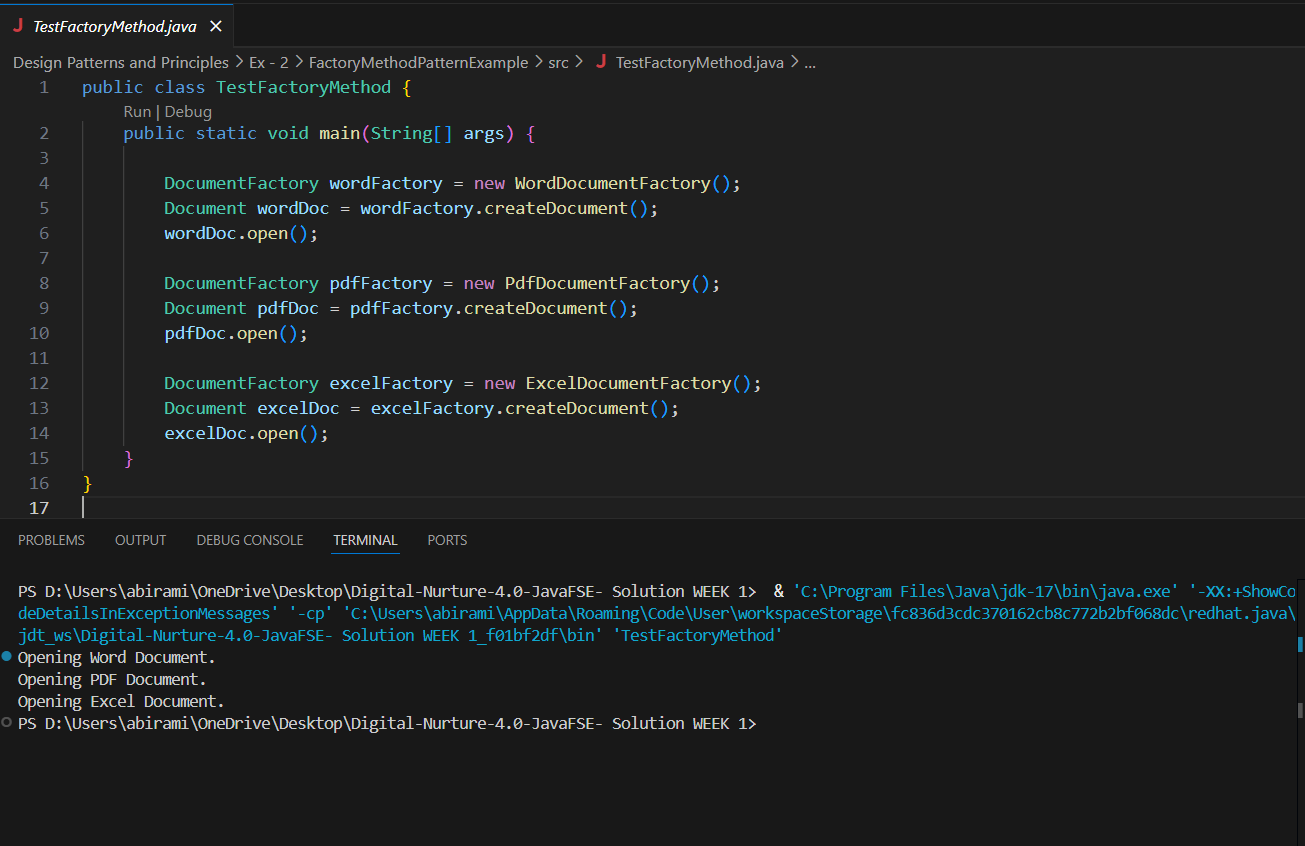 J TestFactoryMethod.java ×
Design Patterns and Principles > Ex - 2 > FactoryMethodPatternExample > src > J TestFactoryMethod.java > ...
1 public class TestFactoryMethod {
Run | Debug
2 public static void main(String[] args) {
3
4 DocumentFactory wordFactory = new WordDocumentFactory();
5 Document wordDoc = wordFactory.createDocument();
6 wordDoc.open();
7
8 DocumentFactory pdfFactory = new PdfDocumentFactory();
9 Document pdfDoc = pdfFactory.createDocument();
10 pdfDoc.open();
11
12 DocumentFactory excelFactory = new ExcelDocumentFactory();
13 Document excelDoc = excelFactory.createDocument();
14 excelDoc.open();
15 }
16 }
17
PROBLEMS OUTPUT DEBUG CONSOLE TERMINAL PORTS
PS D:\Users\abirami\OneDrive\Desktop\Digital-Nurture-4.0-JavaFSE- Solution WEEK 1> & 'C:\Program Files\Java\jdk-17\bin\java.exe' '-XX:+ShowCo
deDetailsInExceptionMessages' '-cp' 'C:\Users\abirami\AppData\Roaming\Code\User\workspaceStorage\fc836d3cdc370162cb8c772b2bf068dc\redhat.java\
jdt_ws\Digital-Nurture-4.0-JavaFSE- Solution WEEK 1_f01bf2df\bin' 'TestFactoryMethod'
Opening Word Document.
Opening PDF Document.
Opening Excel Document.
PS D:\Users\abirami\OneDrive\Desktop\Digital-Nurture-4.0-JavaFSE- Solution WEEK 1>